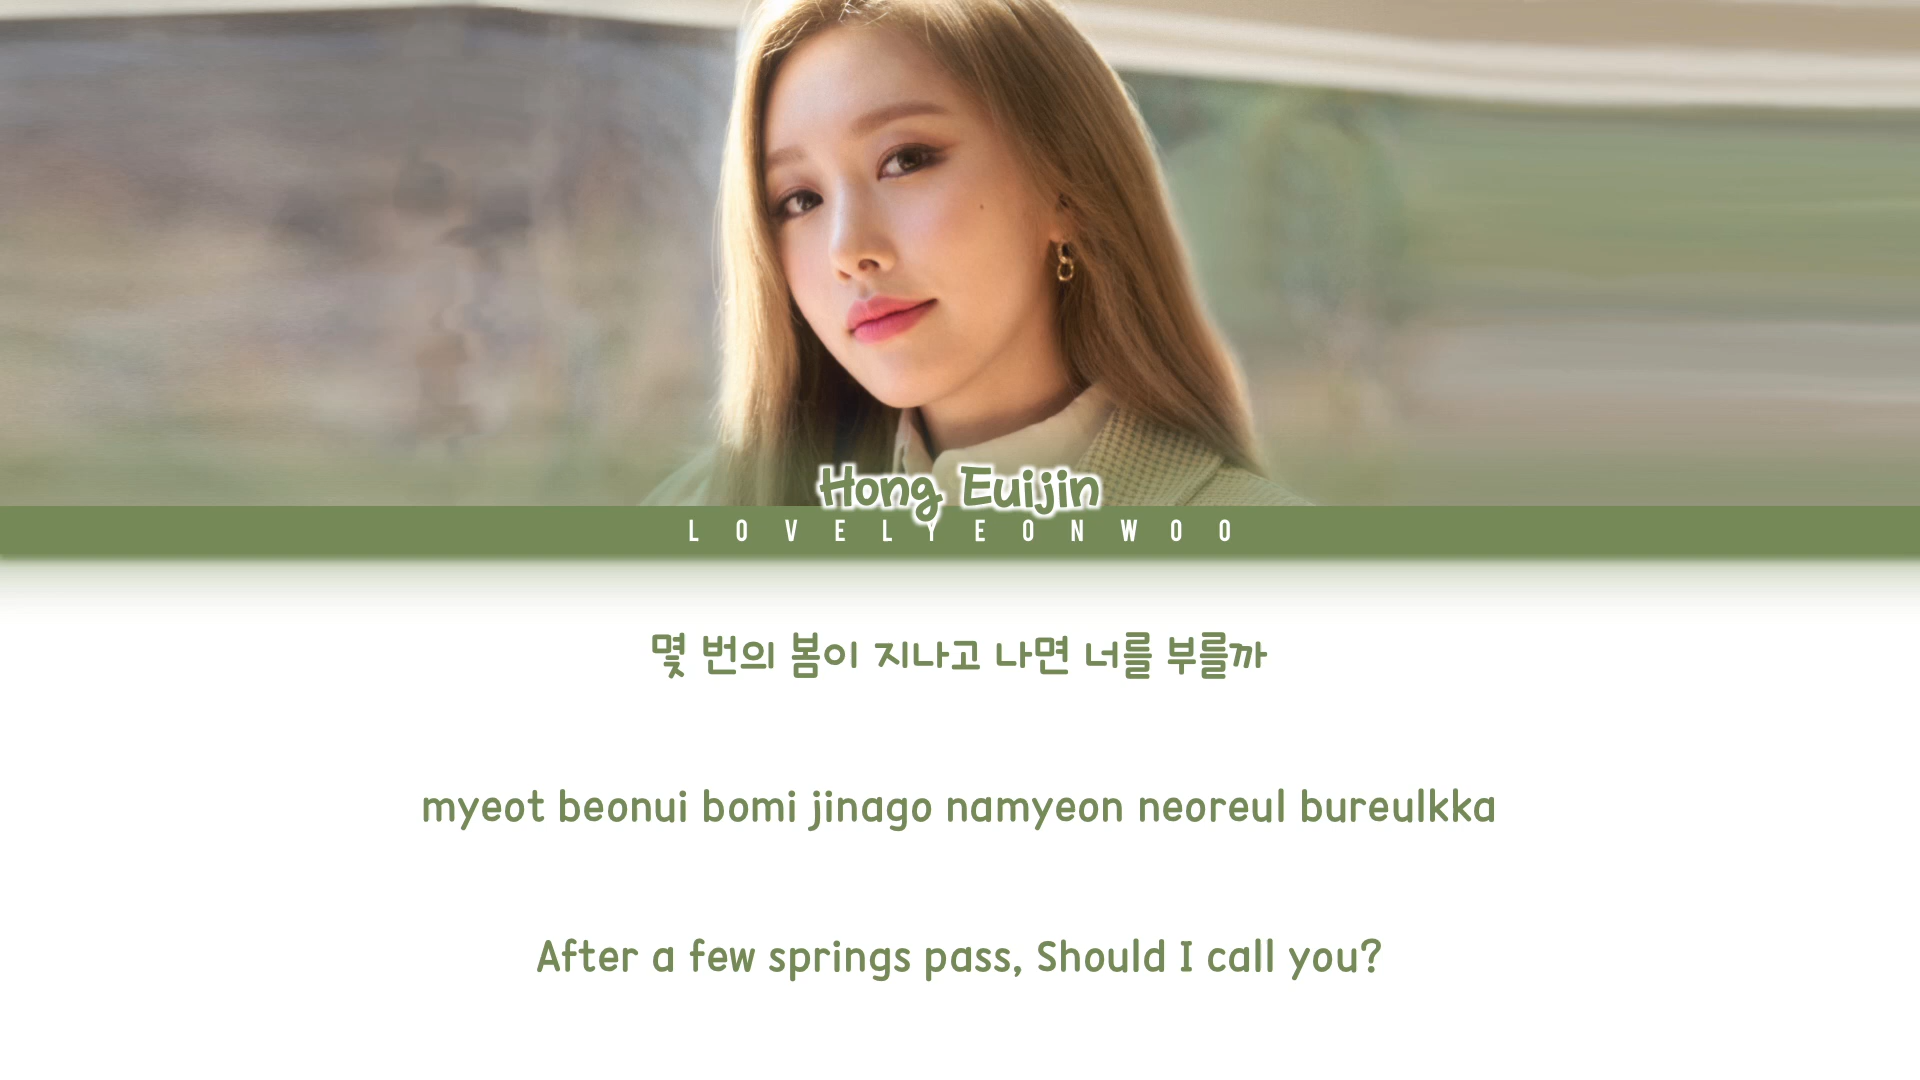 Hong Euijin
LOVELYEONWOO
몇 번의 봄이 지나고 나면 너를 부를까
myeot beonui bomi jinago namyeon neoreul bureulkka
After a few springs pass, Should I call you?